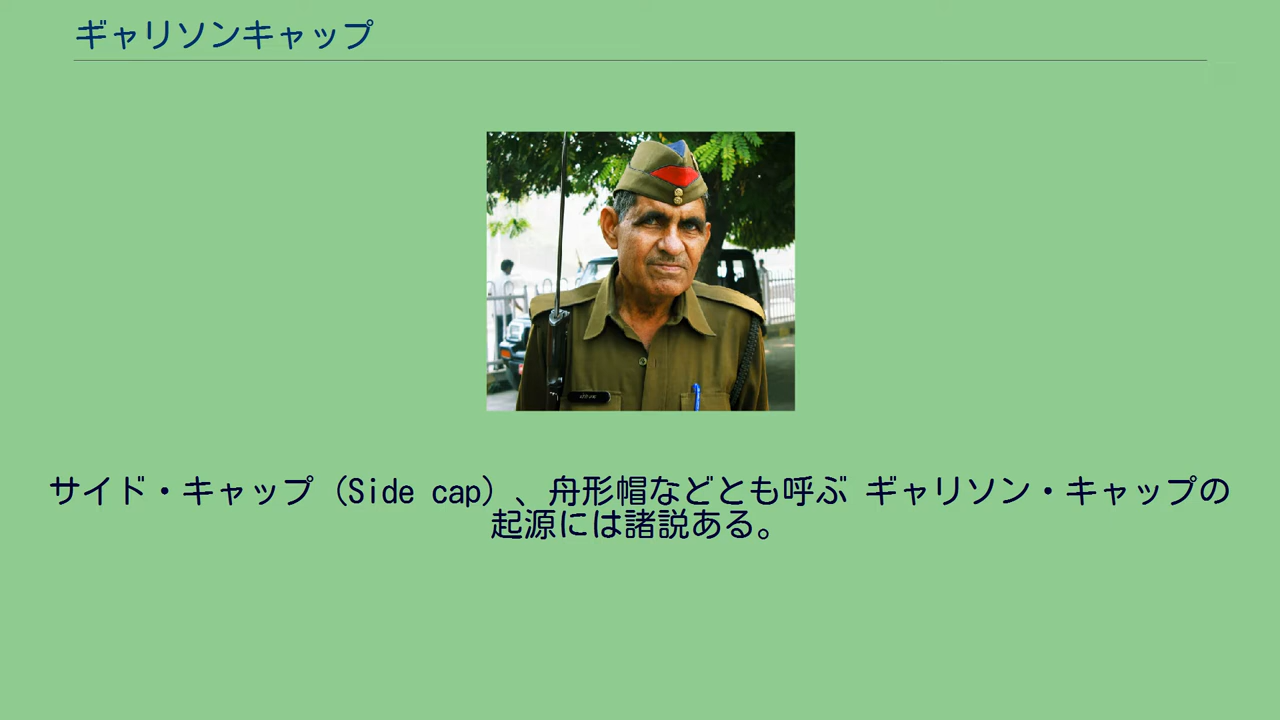 ギャリソンキャップ
サイド・キャップ（Side cap）、舟形帽などとも呼ぶ ギャリソン・キャップの
起源には諸説ある。